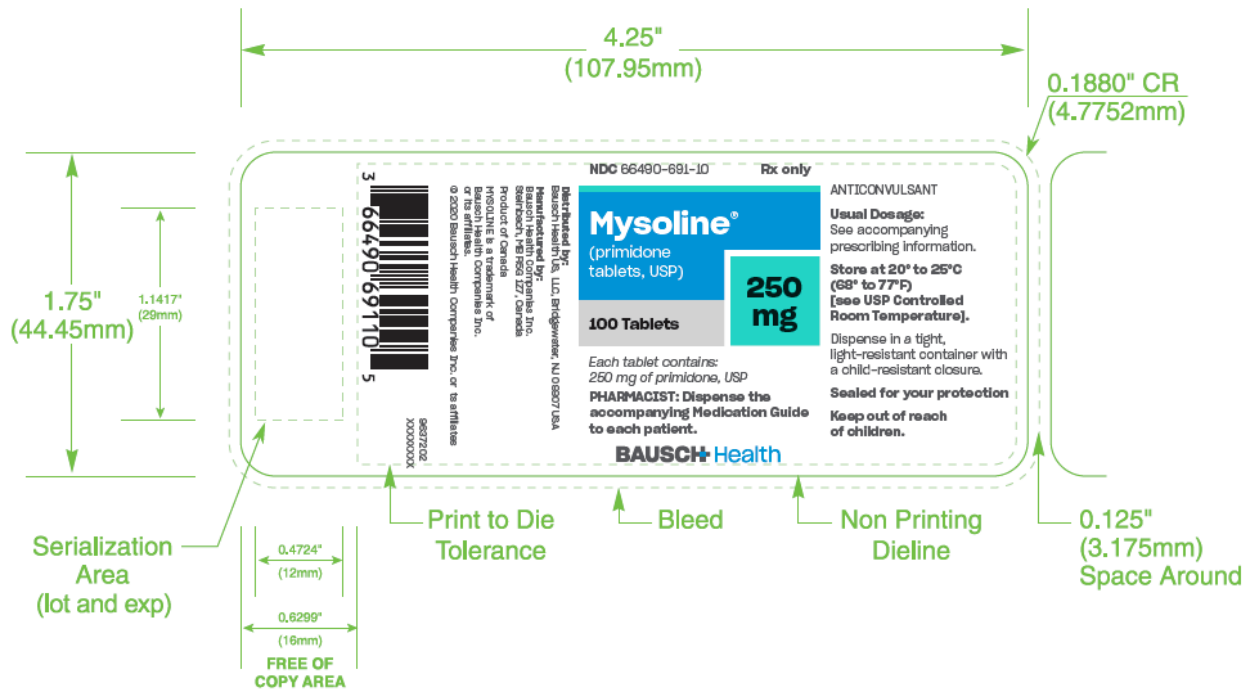 4.25"
(107.95mm)
0.1880" CR
(4.7752mm)
1.75"
(44.45mm)
1.1417"
(29mm)
3 66490 69110 5
9637202
XXXXXXXX
Distributed by:
Bausch Health US, LLC, Bridgewater, NJ 08807 USA
Manufactured by:
Bausch Health Companies Inc.
Steinbach, MB R5G 1Z7, Canada
Product of Canada
MYSOLINE is a trademark of
Bausch Health Companies Inc.
or its affiliates.
© 2020 Bausch Health Companies Inc. or its affiliates
NDC 66490-691-10 Rx only
Mysoline®
(primidone
tablets, USP)
250
mg
100 Tablets
Each tablet contains:
250 mg of primidone, USP
PHARMACIST: Dispense the
accompanying Medication Guide
to each patient.
BAUSCH+Health
ANTICONVULSANT
Usual Dosage:
See accompanying
prescribing information.
Store at 20° to 25°C
(68° to 77°F)
[see USP Controlled
Room Temperature].
Dispense in a tight,
light-resistant container with
a child-resistant closure.
Sealed for your protection
Keep out of reach
of children.
Serialization
Area
(lot and exp)
Print to Die
Tolerance
Bleed
Non Printing
Dieline
0.125"
(3.175mm)
Space Around
0.4724"
(12mm)
0.6299"
(16mm)
FREE OF
COPY AREA